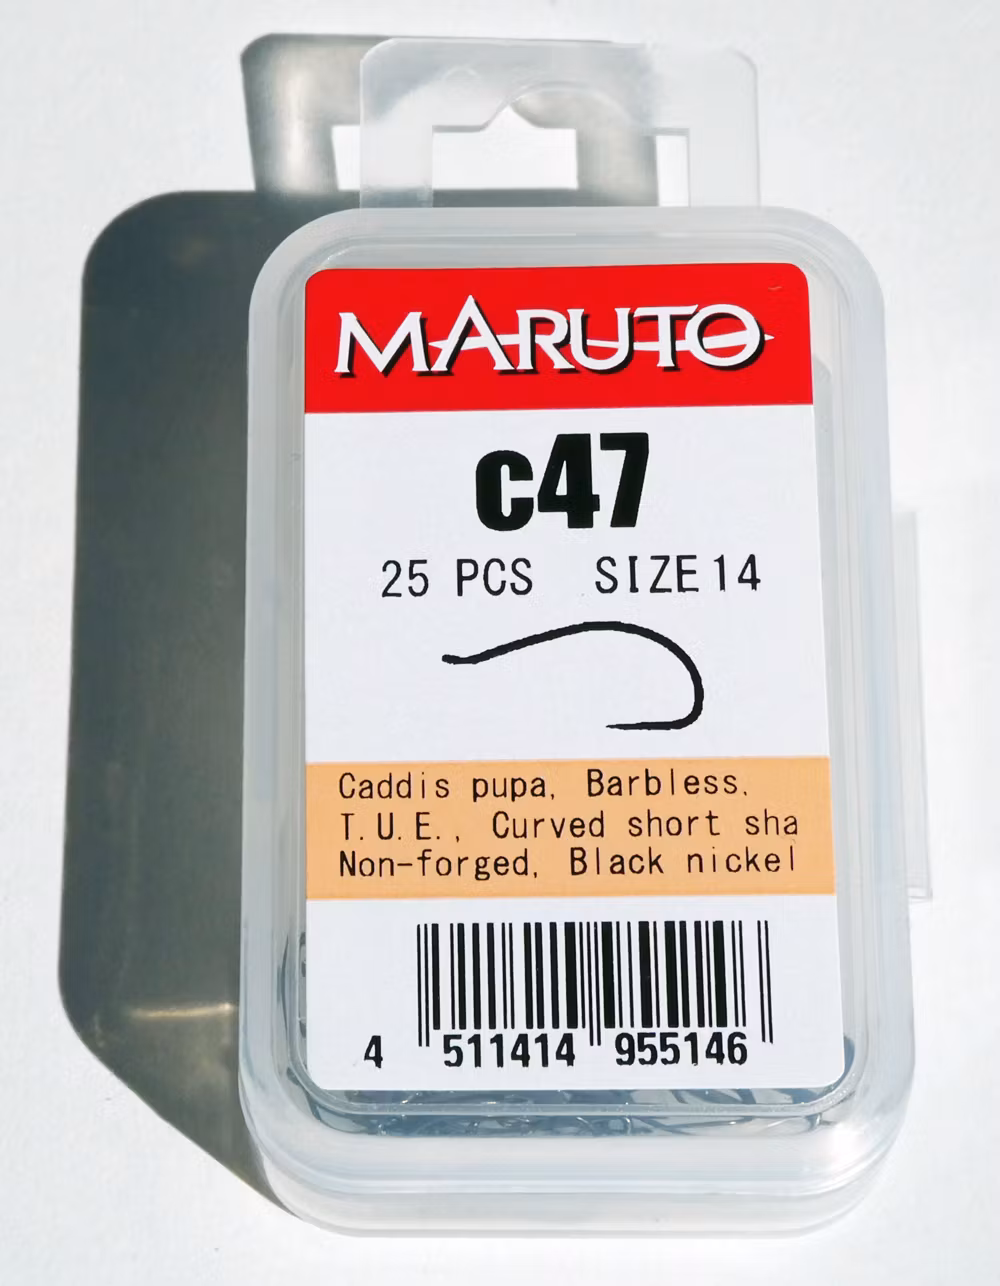 MARUTO
c47
25 PCS SIZE14
Caddis pupa, Barbless,
T.U.E., Curved short sha
Non-forged, Black nickel
4 511414 955146